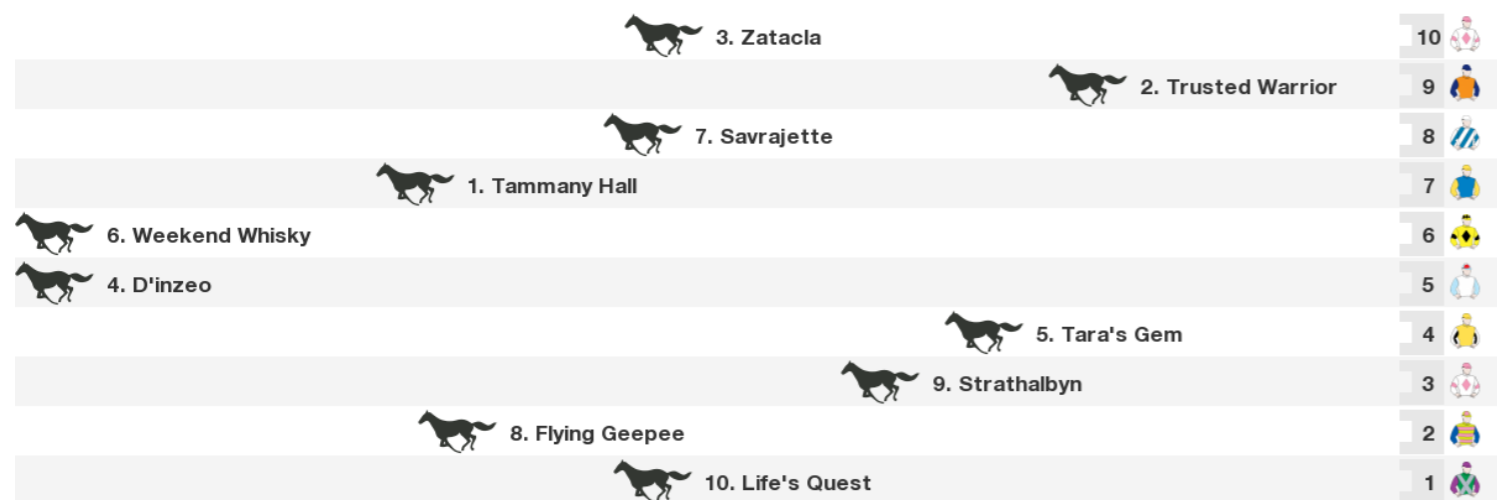 3. Zatacla 10
2. Trusted Warrior 9
7. Savrajette 8
1. Tammany Hall 7
6. Weekend Whisky 6
4. D'inzeo 5
5. Tara's Gem 4
9. Strathalbyn 3
8. Flying Geepee 2
10. Life's Quest 1